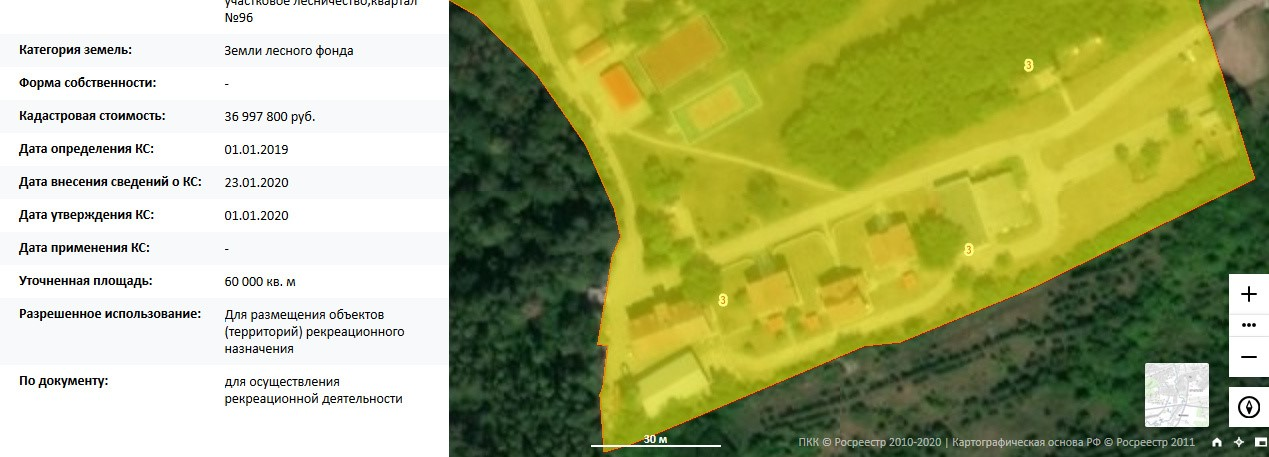 участковое лесничество,квартал
№96
Категория земель: Земли лесного фонда
Форма собственности: -
Кадастровая стоимость: 36 997 800 руб.
Дата определения КС: 01.01.2019
Дата внесения сведений о КС: 23.01.2020
Дата утверждения КС: 01.01.2020
Дата применения КС: -
Уточненная площадь: 60 000 кв. м
Разрешенное использование: Для размещения объектов
(территорий) рекреационного
назначения
По документу: для осуществления
рекреационной деятельности
3
3
3
30 м
ПКК © Росреестр 2010-2020 | Картографическая основа РФ © Росреестр 2011